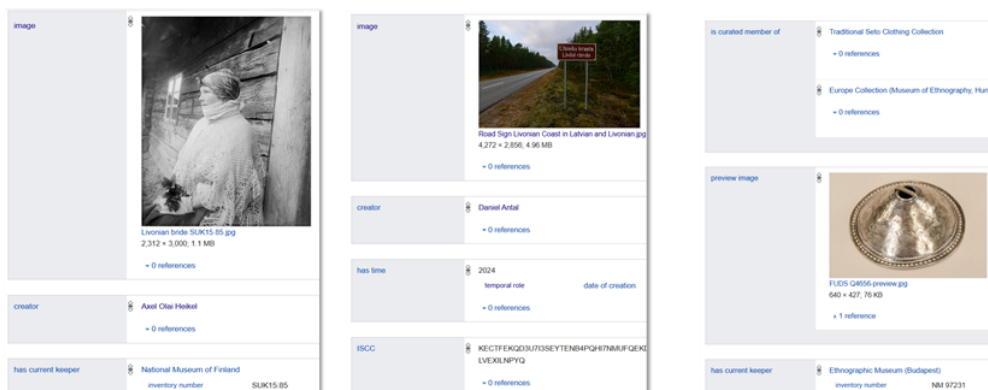 image
Livonian bride SUK15 85.jpg
2,312 × 3,000; 1.1 MB
0 references
creator
Axel Olai Heikel
0 references
has current keeper
National Museum of Finland
inventory number SUK15:85
image
Lībiešu krasts
Līvõd rānda
Road Sign Livonian Coast in Latvian and Livonian.jpg
4,272 × 2,856; 4.96 MB
0 references
creator
Daniel Antal
0 references
has time
2024
temporal role date of creation
0 references
ISCC
LVEXILNPYQ
0 references
is curated member of
Traditional Seto Clothing Collection
0 references
Europe Collection (Museum of Ethnography, Hun
0 references
preview image
FUDS Q4656-preview.jpg
640 × 427; 76 KB
1 reference
has current keeper
Ethnographic Museum (Budapest)
inventory number NM 97231